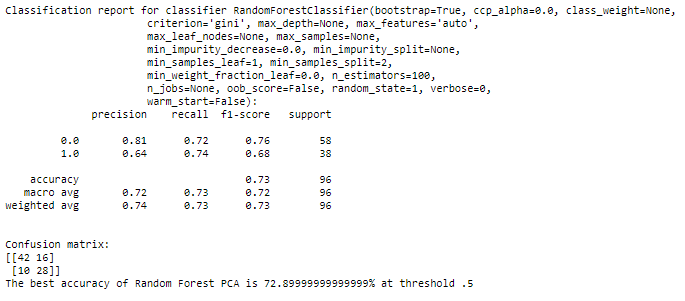 Classification report for classifier RandomForestClassifier(bootstrap=True, ccp_alpha=0.0, class_weight=None,
criterion='gini', max_depth=None, max_features='auto',
max_leaf_nodes=None, max_samples=None,
min_impurity_decrease=0.0, min_impurity_split=None,
min_samples_leaf=1, min_samples_split=2,
min_weight_fraction_leaf=0.0, n_estimators=100,
n_jobs=None, oob_score=False, random_state=1, verbose=0,
warm_start=False):
precision recall f1-score support
0.0 0.81 0.72 0.76 58
1.0 0.64 0.74 0.68 38
accuracy 0.73 96
macro avg 0.72 0.73 0.72 96
weighted avg 0.74 0.73 0.73 96
Confusion matrix:
[[42 16]
[10 28]]
The best accuracy of Random Forest PCA is 72.89999999999999% at threshold .5